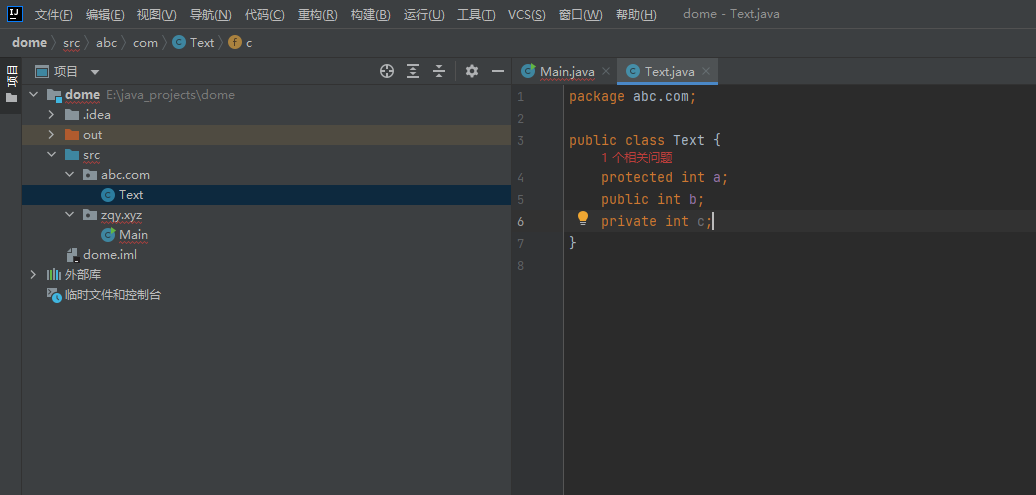 IJ 文件(F) 编辑(E) 视图(V) 导航(N) 代码(C) 重构(R) 构建(B) 运行(U) 工具(T) VCS(S) 窗口(W) 帮助(H) dome - Text.java
dome src abc com C Text f c
项目
项目
C Main.java × C Text.java ×
dome E:\java_projects\dome
.idea
out
src
abc.com
C Text
zqy.xyz
C Main
dome.iml
外部库
临时文件和控制台
1 package abc.com;
2
3 public class Text {
1 个相关问题
4 protected int a;
5 public int b;
6 private int c;
7 }
8